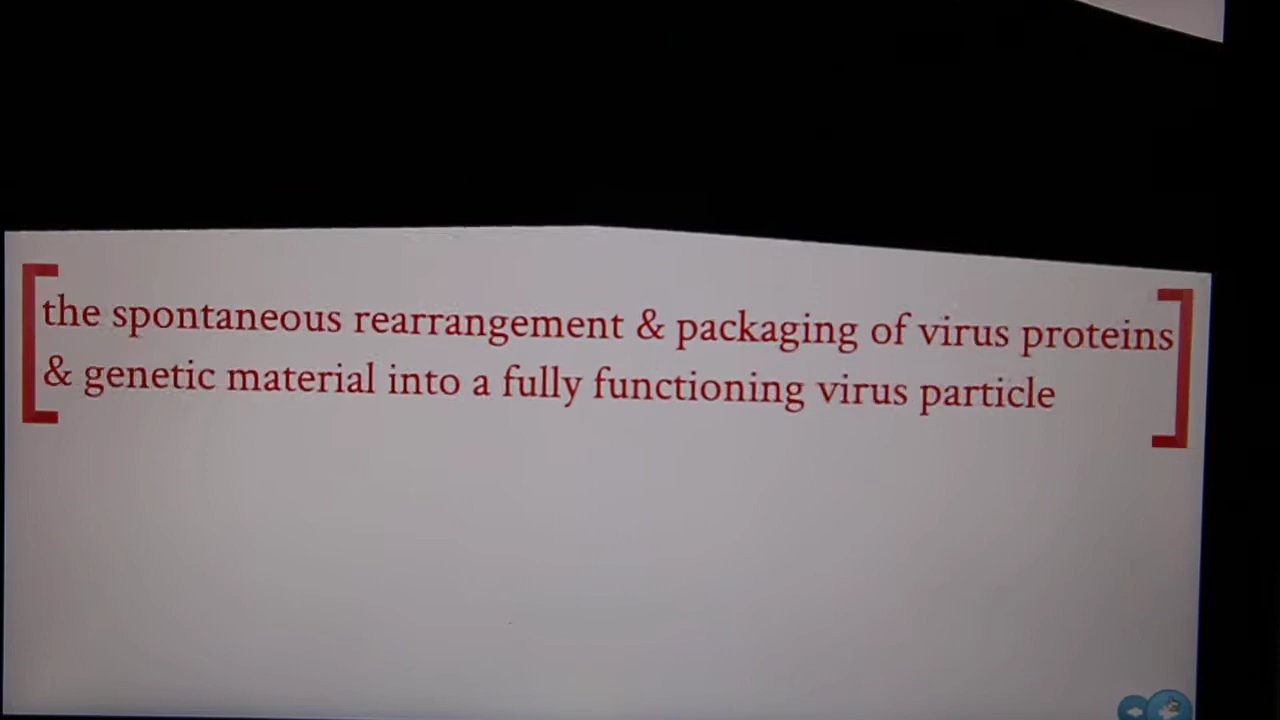 the spontaneous rearrangement & packaging of virus proteins
& genetic material into a fully functioning virus particle